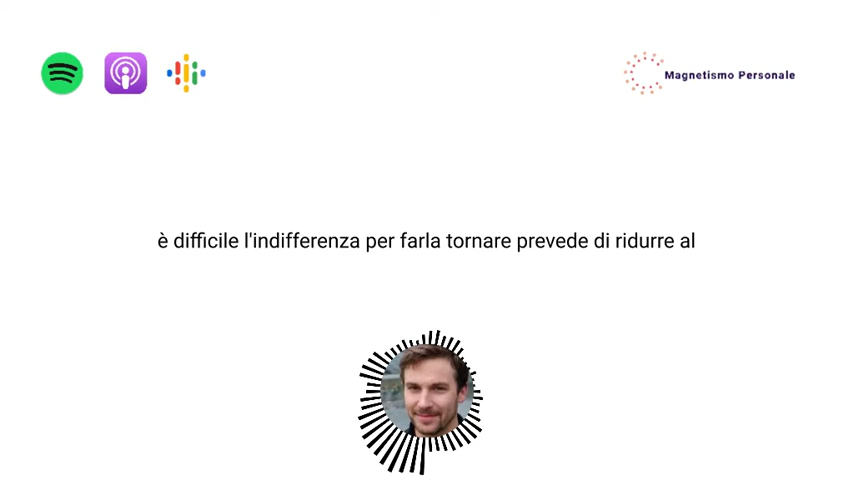 Magnetismo Personale
è difficile l'indifferenza per farla tornare prevede di ridurre al